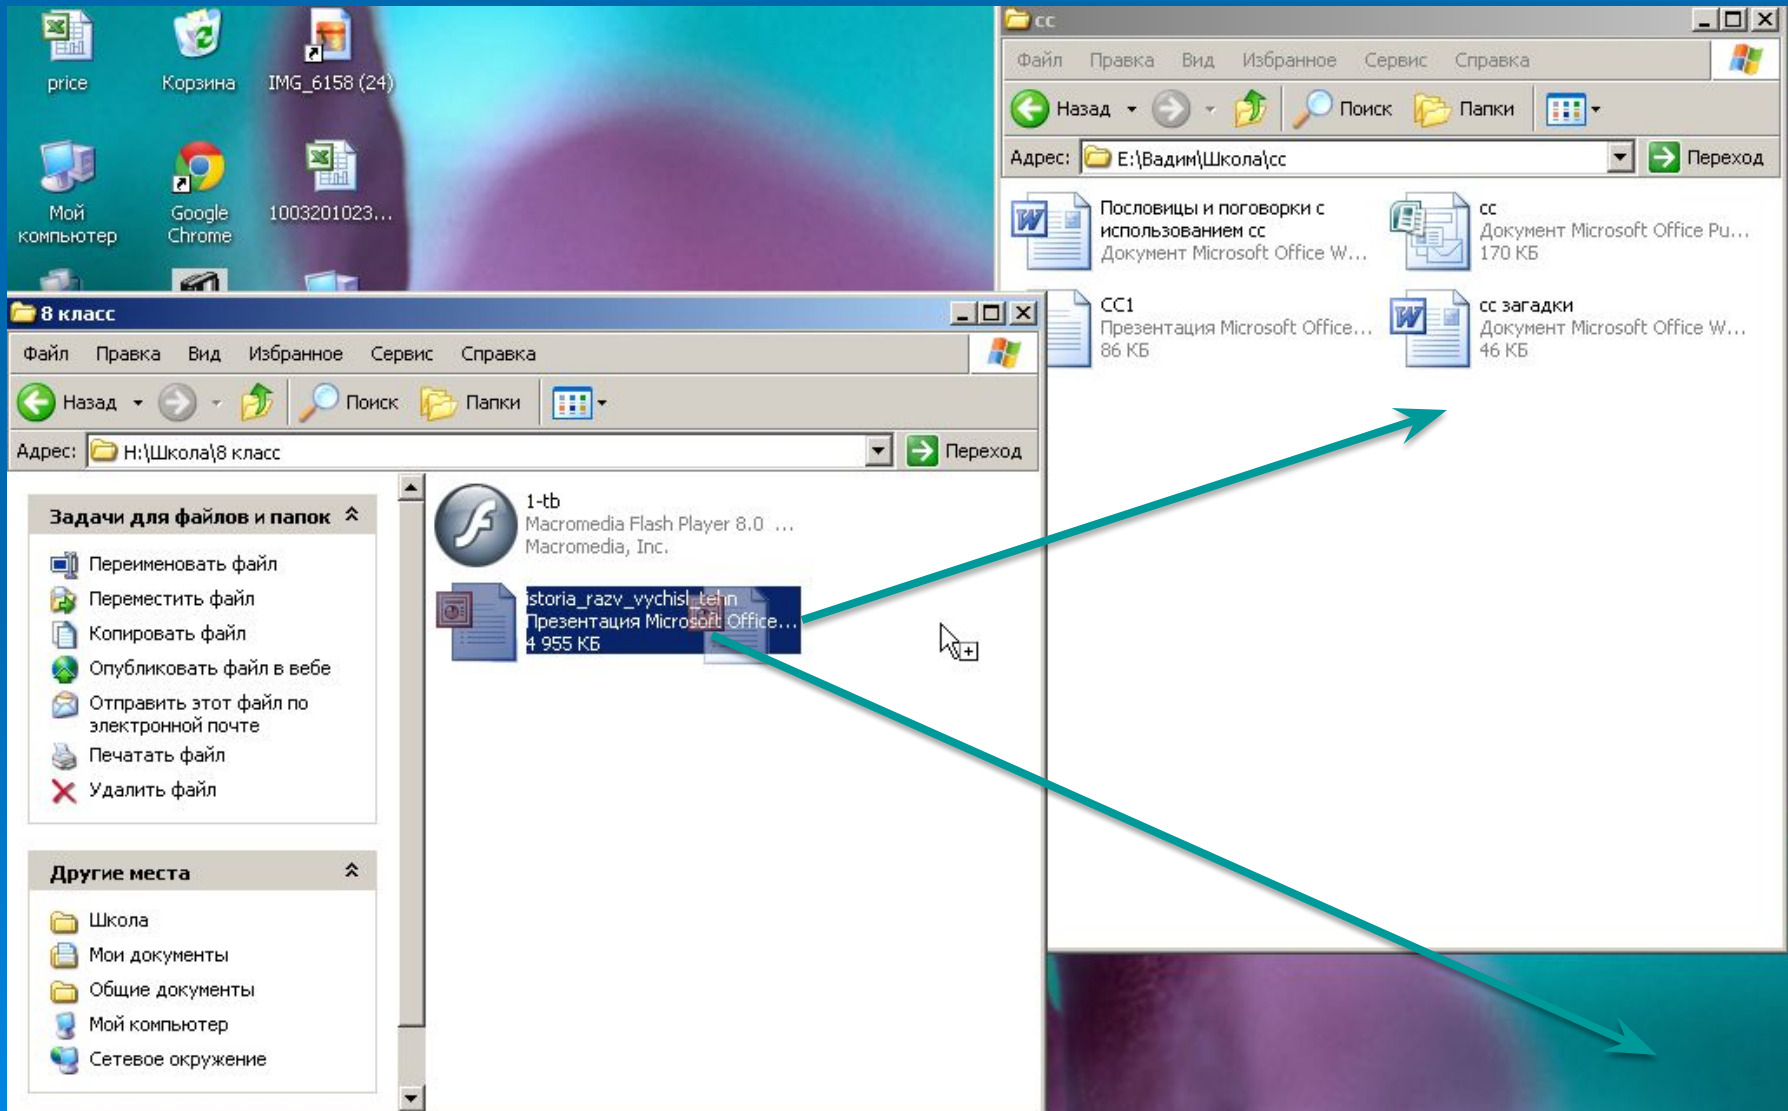 price
Корзина
IMG_6158 (24)
Мой
компьютер
Google
Chrome
1003201023...
cc
Файл Правка Вид Избранное Сервис Справка
Назад Поиск Папки
Адрес: E:\Вадим\Школа\cc Переход
Пословицы и поговорки с
использованием сс
Документ Microsoft Office W...
сс
Документ Microsoft Office Pu...
170 КБ
СС1
Презентация Microsoft Office...
86 КБ
сс загадки
Документ Microsoft Office W...
46 КБ
8 класс
Файл Правка Вид Избранное Сервис Справка
Назад Поиск Папки
Адрес: H:\Школа\8 класс Переход
Задачи для файлов и папок
Переименовать файл
Переместить файл
Копировать файл
Опубликовать файл в вебе
Отправить этот файл по
электронной почте
Печатать файл
Удалить файл
Другие места
Школа
Мои документы
Общие документы
Мой компьютер
Сетевое окружение
1-tb
Macromedia Flash Player 8.0 ...
Macromedia, Inc.
istoria_razv_vychisl_tehn
Презентация Microsoft Office...
4 955 КБ